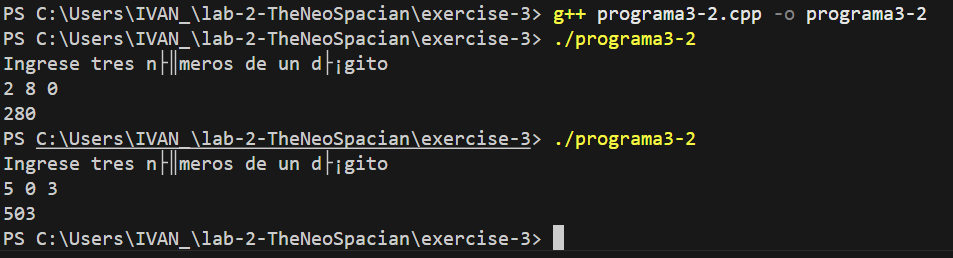 PS C:\Users\IVAN_\lab-2-TheNeoSpacian\exercise-3> g++ programa3-2.cpp -o programa3-2
PS C:\Users\IVAN_\lab-2-TheNeoSpacian\exercise-3> ./programa3-2
Ingrese tres n├║meros de un d├¡gito
2 8 0
280
PS C:\Users\IVAN_\lab-2-TheNeoSpacian\exercise-3> ./programa3-2
Ingrese tres n├║meros de un d├¡gito
5 0 3
503
PS C:\Users\IVAN_\lab-2-TheNeoSpacian\exercise-3>